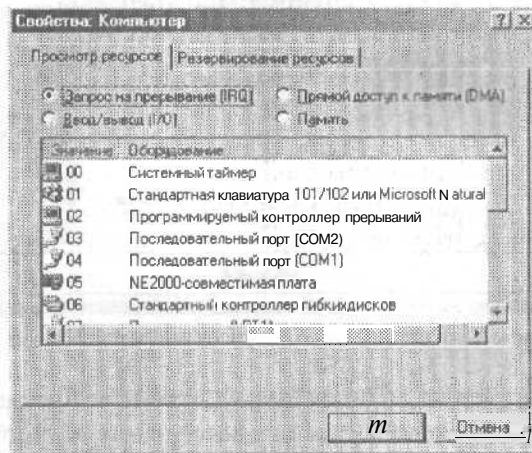 Свойства: Компьютер
Просмотр ресурсов Резервирование ресурсов
Запрос на прерывание (IRQ) Прямой доступ к памяти (DMA)
Ввод/вывод (I/O) Память
Значение Оборудование
00 Системный таймер
01 Стандартная клавиатура 101/102 или Microsoft Natural
02 Программируемый контроллер прерываний
03 Последовательный порт (COM2)
04 Последовательный порт (COM1)
05 NE2000-совместимая плата
06 Стандартный контроллер гибких дисков
m Отмена